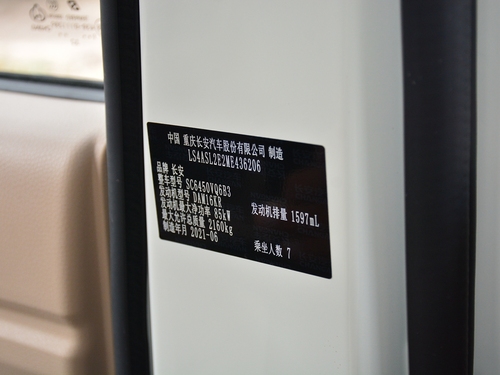 中国 重庆长安汽车股份有限公司 制造
LS4ASL2E2ME436206
品牌 长安
整车型号 SC6450VQ6B3
发动机型号 DAM16KR
发动机最大净功率 85kW 发动机排量 1597mL
最大允许总质量 2160kg
制造年月 2021-06 乘坐人数 7